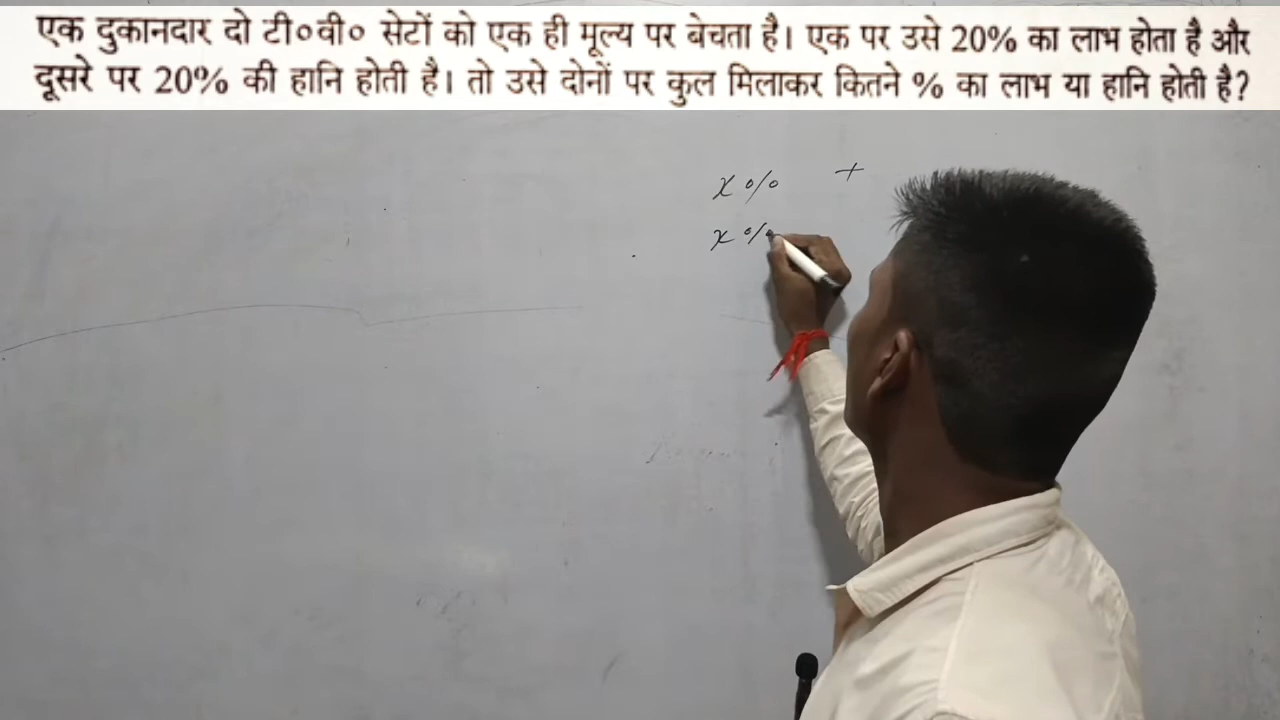 एक दुकानदार दो टी०वी० सेटों को एक ही मूल्य पर बेचता है। एक पर उसे 20% का लाभ होता है और
दूसरे पर 20% की हानि होती है। तो उसे दोनों पर कुल मिलाकर कितने % का लाभ या हानि होती है?
x% +
x%